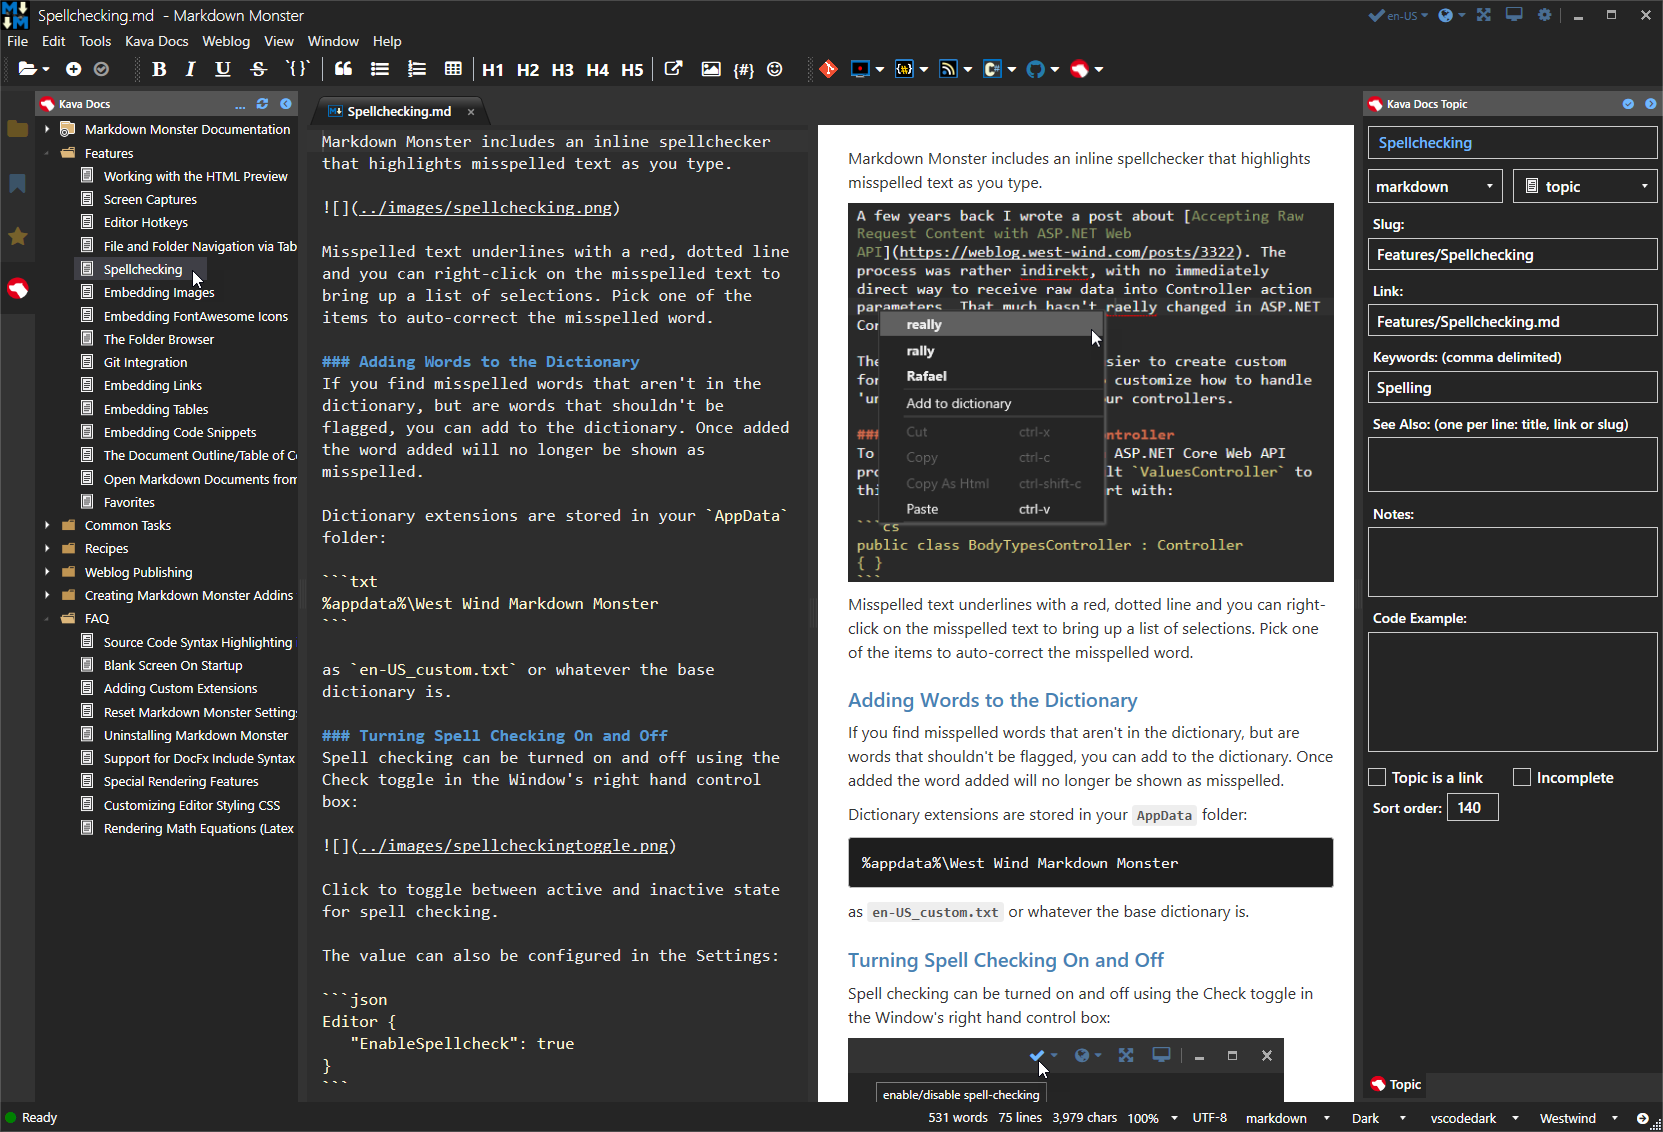 Spellchecking.md - Markdown Monster
en-US
File Edit Tools Kava Docs Weblog View Window Help
B I U S `{}` H1 H2 H3 H4 H5 {#}
Kava Docs
...
Markdown Monster Documentation
Features
Working with the HTML Preview
Screen Captures
Editor Hotkeys
File and Folder Navigation via Tab
Spellchecking
Embedding Images
Embedding FontAwesome Icons
The Folder Browser
Git Integration
Embedding Links
Embedding Tables
Embedding Code Snippets
The Document Outline/Table of C
Open Markdown Documents from
Favorites
Common Tasks
Recipes
Weblog Publishing
Creating Markdown Monster Addins
FAQ
Source Code Syntax Highlighting
Blank Screen On Startup
Adding Custom Extensions
Reset Markdown Monster Settings
Uninstalling Markdown Monster
Support for DocFx Include Syntax
Special Rendering Features
Customizing Editor Styling CSS
Rendering Math Equations (Latex
Spellchecking.md
Markdown Monster includes an inline spellchecker
that highlights misspelled text as you type.
![](../images/spellchecking.png)
Misspelled text underlines with a red, dotted line
and you can right-click on the misspelled text to
bring up a list of selections. Pick one of the
items to auto-correct the misspelled word.
### Adding Words to the Dictionary
If you find misspelled words that aren't in the
dictionary, but are words that shouldn't be
flagged, you can add to the dictionary. Once added
the word added will no longer be shown as
misspelled.
Dictionary extensions are stored in your `AppData`
folder:
```txt
%appdata%\West Wind Markdown Monster
```
as `en-US_custom.txt` or whatever the base
dictionary is.
### Turning Spell Checking On and Off
Spell checking can be turned on and off using the
Check toggle in the Window's right hand control
box:
![](../images/spellcheckingtoggle.png)
Click to toggle between active and inactive state
for spell checking.
The value can also be configured in the Settings:
```json
Editor {
"EnableSpellcheck": true
}
```
Markdown Monster includes an inline spellchecker that highlights
misspelled text as you type.
A few years back I wrote a post about [Accepting Raw
Request Content with ASP.NET Web
API](https://weblog.west-wind.com/posts/3322). The
process was rather indirekt, with no immediately
direct way to receive raw data into Controller action
parameters. That much hasn't raelly changed in ASP.NET
Cor
The sier to create custom
for customize how to handle
'un ur controllers.
### ontroller
To ASP.NET Core Web API
pro lt `ValuesController` to
thi rt with:
```cs
public class BodyTypesController : Controller
{ }
```
really
rally
Rafael
Add to dictionary
Cut ctrl-x
Copy ctrl-c
Copy As Html ctrl-shift-c
Paste ctrl-v
Misspelled text underlines with a red, dotted line and you can right-
click on the misspelled text to bring up a list of selections. Pick one
of the items to auto-correct the misspelled word.
Adding Words to the Dictionary
If you find misspelled words that aren't in the dictionary, but are
words that shouldn't be flagged, you can add to the dictionary. Once
added the word added will no longer be shown as misspelled.
Dictionary extensions are stored in your AppData folder:
%appdata%\West Wind Markdown Monster
as en-US_custom.txt or whatever the base dictionary is.
Turning Spell Checking On and Off
Spell checking can be turned on and off using the Check toggle in
the Window's right hand control box:
enable/disable spell-checking
Kava Docs Topic
Spellchecking
markdown topic
Slug:
Features/Spellchecking
Link:
Features/Spellchecking.md
Keywords: (comma delimited)
Spelling
See Also: (one per line: title, link or slug)
Notes:
Code Example:
Topic is a link Incomplete
Sort order: 140
Topic
Ready 531 words 75 lines 3,979 chars 100% UTF-8 markdown Dark vscodedark Westwind